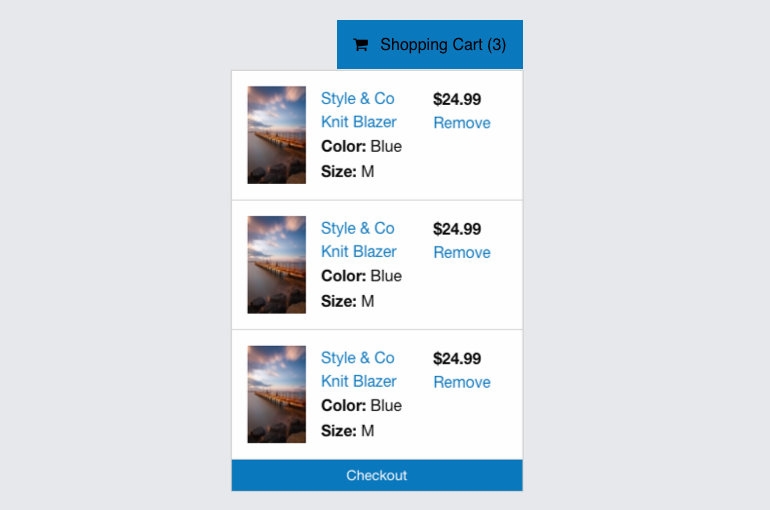 Shopping Cart (3)
Style & Co
Knit Blazer
Color: Blue
Size: M
$24.99
Remove
Style & Co
Knit Blazer
Color: Blue
Size: M
$24.99
Remove
Style & Co
Knit Blazer
Color: Blue
Size: M
$24.99
Remove
Checkout